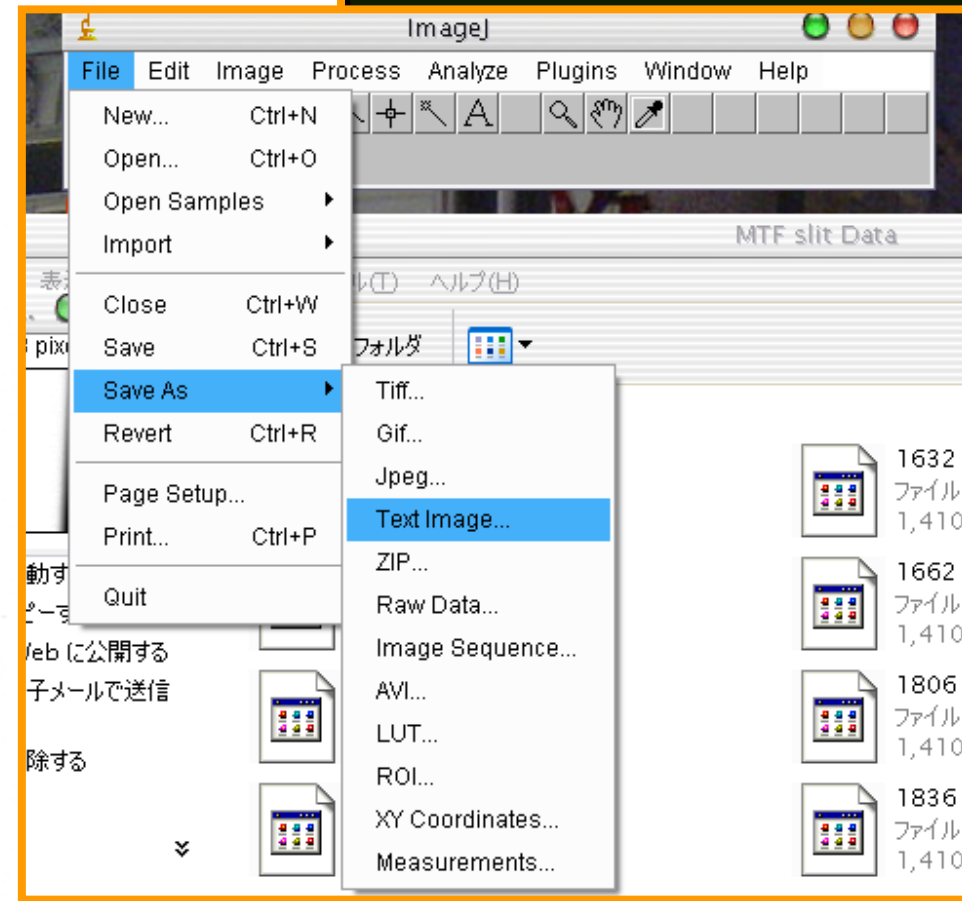 ImageJ
File Edit Image Process Analyze Plugins Window Help
New... Ctrl+N
Open... Ctrl+O
Open Samples
Import
Close Ctrl+W
Save Ctrl+S
Save As
Revert Ctrl+R
Page Setup...
Print... Ctrl+P
Quit
Tiff...
Gif...
Jpeg...
Text Image...
ZIP...
Raw Data...
Image Sequence...
AVI...
LUT...
ROI...
XY Coordinates...
Measurements...
MTF slit Data
(T) ヘルプ(H)
フォルダ
に公開する
子メールで送信
除する
1632
ファイル
1,410
1662
ファイル
1,410
1806
ファイル
1,410
1836
ファイル
1,410